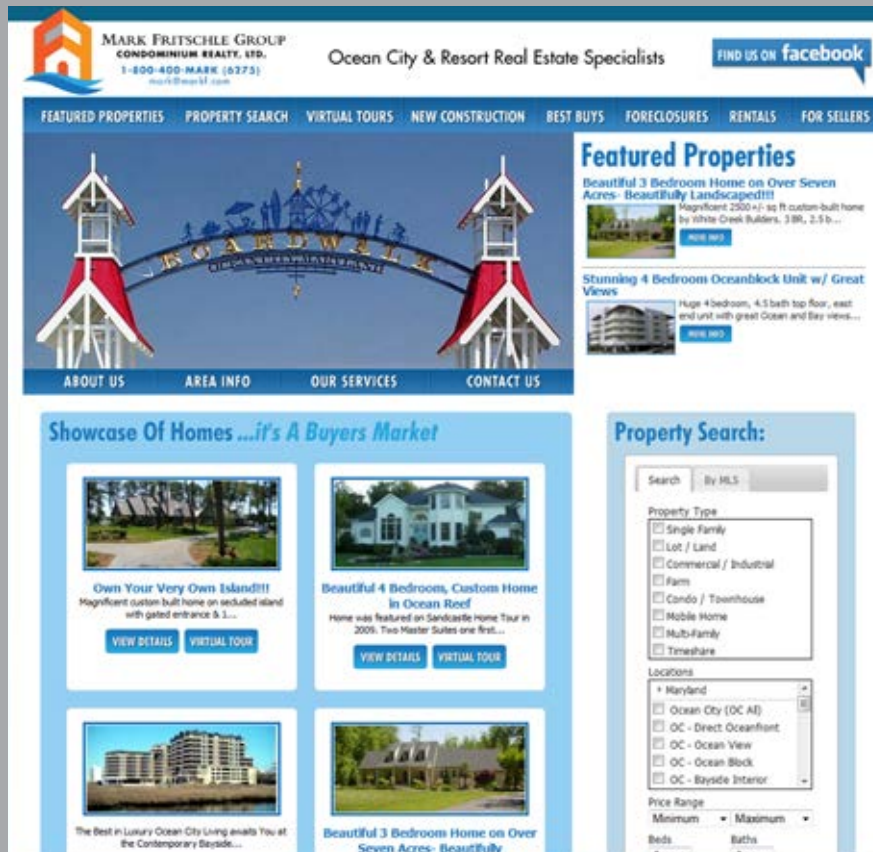 MARK FRITSCHLE GROUP
CONDOMINIUM REALTY, LTD.
1-800-400-MARK (6275)
mark@markf.com
Ocean City & Resort Real Estate Specialists
FIND US ON facebook
FEATURED PROPERTIES PROPERTY SEARCH VIRTUAL TOURS NEW CONSTRUCTION BEST BUYS FORECLOSURES RENTALS FOR SELLERS
BOARDWALK
OCEAN CITY, MARYLAND
ABOUT US AREA INFO OUR SERVICES CONTACT US
Featured Properties
Beautiful 3 Bedroom Home on Over Seven
Acres- Beautifully Landscaped!!!
Magnificent 2500+/- sq ft custom-built home
by White Creek Builders. 3 BR, 2.5 b...
MORE INFO
Stunning 4 Bedroom Oceanblock Unit w/ Great
Views
Huge 4 bedroom, 4.5 bath top floor, east
end unit with great Ocean and Bay views...
MORE INFO
Showcase Of Homes ...it's A Buyers Market
Own Your Very Own Island!!!
Magnificent custom built home on secluded island
with gated entrance & 1...
VIEW DETAILS VIRTUAL TOUR
Beautiful 4 Bedroom, Custom Home
in Ocean Reef
Home was featured on Sandcastle Home Tour in
2009. Two Master Suites one first...
VIEW DETAILS VIRTUAL TOUR
The Best in Luxury Ocean City Living awaits You at
the Contemporary Bayside...
Beautiful 3 Bedroom Home on Over
Seven Acres- Beautifully
Property Search:
Search By MLS
Property Type
Single Family
Lot / Land
Commercal / Industrial
Farm
Condo / Townhouse
Mobile Home
Multi-Family
Timeshare
Locations
Maryland
Ocean City (OC All)
OC - Direct Oceanfront
OC - Ocean View
OC - Ocean Block
OC - Bayside Interior
Price Range
Minimum Maximum
Beds Baths